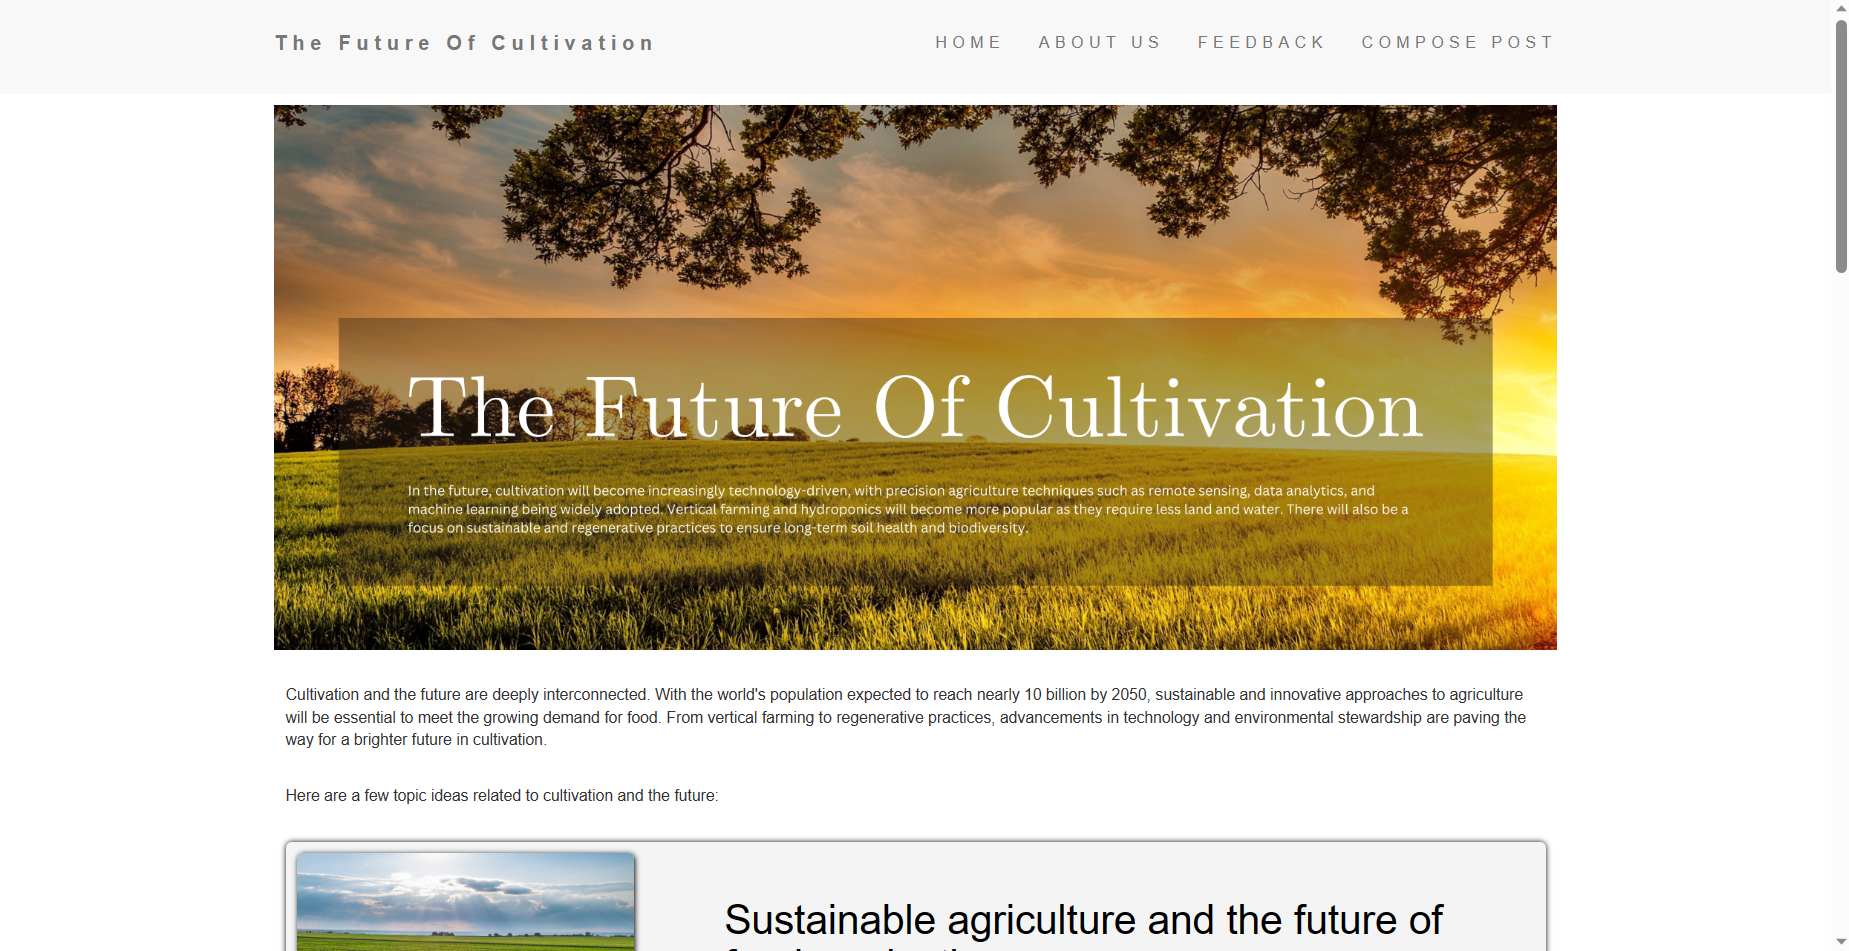 The Future Of Cultivation
HOME ABOUT US FEEDBACK COMPOSE POST
The Future Of Cultivation
In the future, cultivation will become increasingly technology-driven, with precision agriculture techniques such as remote sensing, data analytics, and
machine learning being widely adopted. Vertical farming and hydroponics will become more popular as they require less land and water. There will also be a
focus on sustainable and regenerative practices to ensure long-term soil health and biodiversity.
Cultivation and the future are deeply interconnected. With the world's population expected to reach nearly 10 billion by 2050, sustainable and innovative approaches to agriculture
will be essential to meet the growing demand for food. From vertical farming to regenerative practices, advancements in technology and environmental stewardship are paving the
way for a brighter future in cultivation.
Here are a few topic ideas related to cultivation and the future:
Sustainable agriculture and the future of